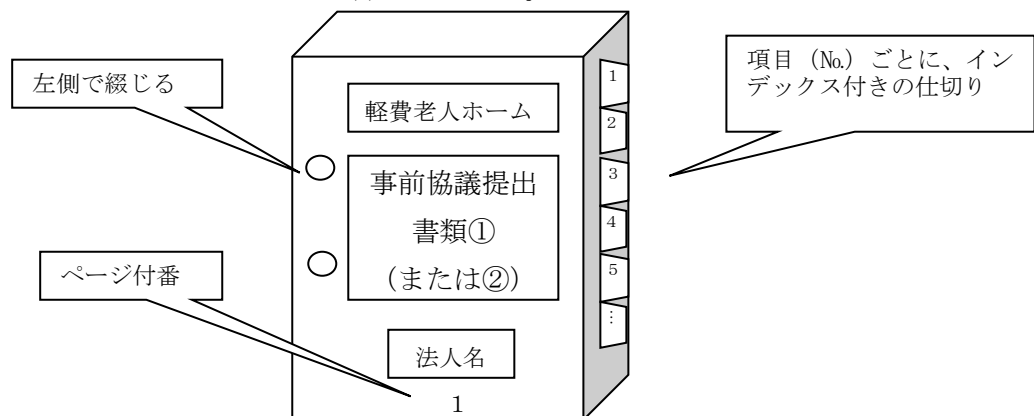 左側で綴じる
ページ付番
軽費老人ホーム
事前協議提出
書類①
(または②)
法人名
1
1
2
3
4
5
…
項目（№）ごとに、イン
デックス付きの仕切り